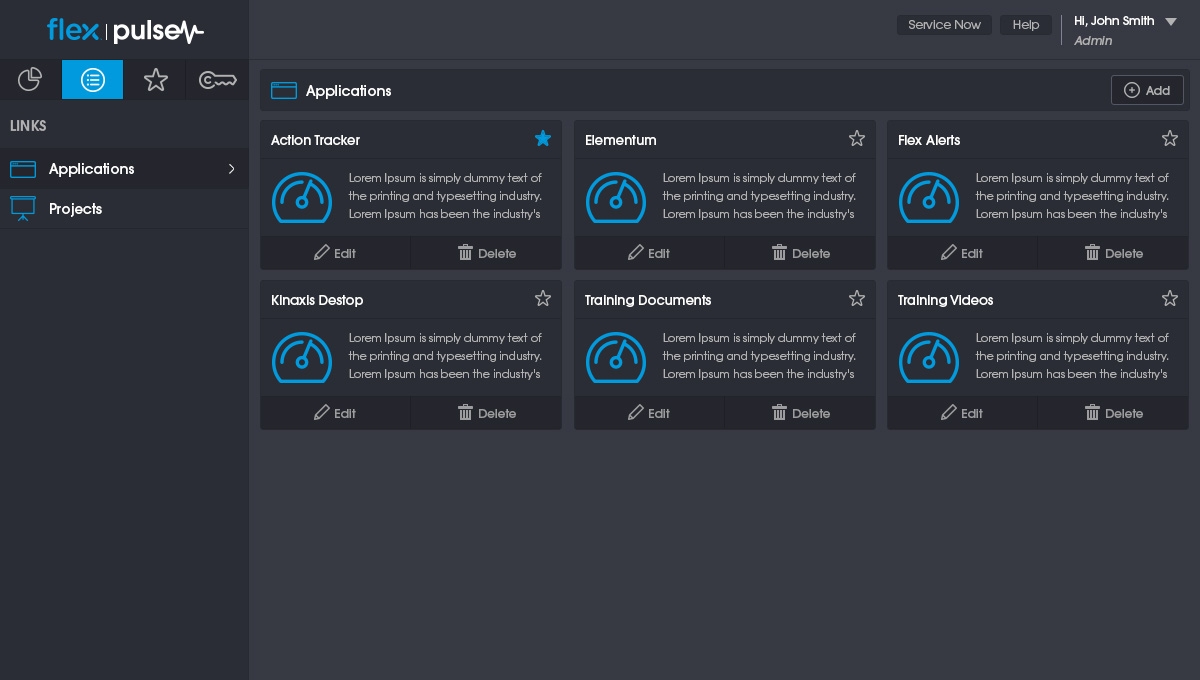 flex | pulse
Service Now
Help
Hi, John Smith
Admin
LINKS
Applications
Projects
Applications
Add
Action Tracker
Lorem Ipsum is simply dummy text of
the printing and typesetting industry.
Lorem Ipsum has been the industry's
Edit
Delete
Elementum
Lorem Ipsum is simply dummy text of
the printing and typesetting industry.
Lorem Ipsum has been the industry's
Edit
Delete
Flex Alerts
Lorem Ipsum is simply dummy text of
the printing and typesetting industry.
Lorem Ipsum has been the industry's
Edit
Delete
Kinaxis Destop
Lorem Ipsum is simply dummy text of
the printing and typesetting industry.
Lorem Ipsum has been the industry's
Edit
Delete
Training Documents
Lorem Ipsum is simply dummy text of
the printing and typesetting industry.
Lorem Ipsum has been the industry's
Edit
Delete
Training Videos
Lorem Ipsum is simply dummy text of
the printing and typesetting industry.
Lorem Ipsum has been the industry's
Edit
Delete